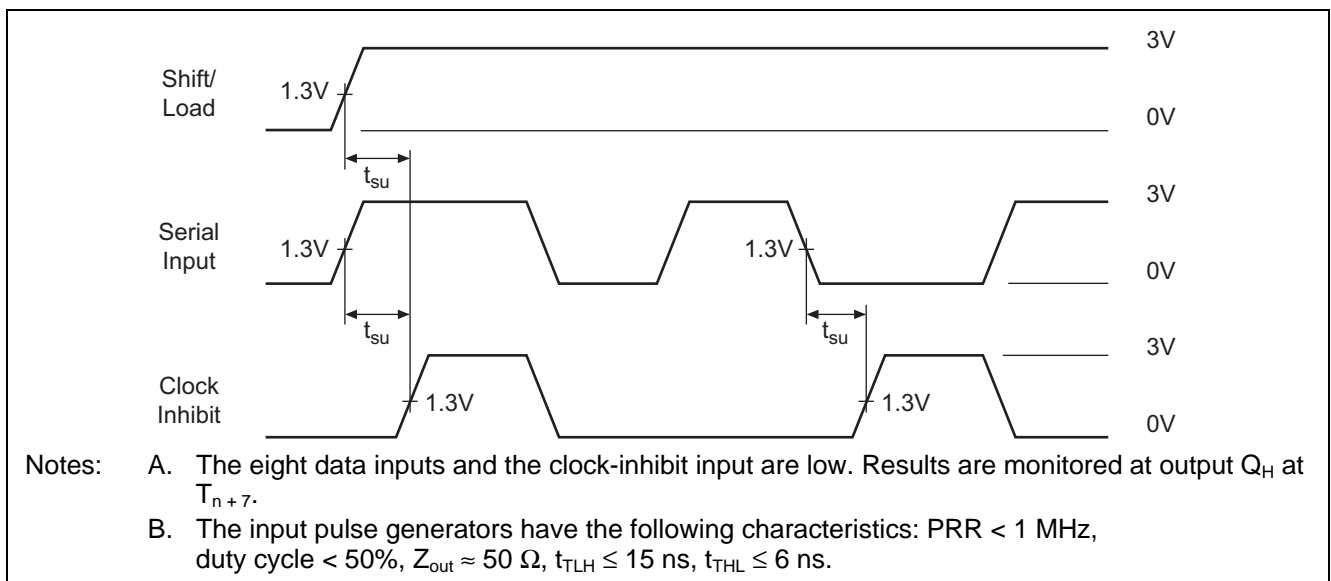 3V
Shift/
Load
1.3V
0V
tsu
3V
Serial
Input
1.3V
1.3V
0V
tsu
tsu
3V
Clock
Inhibit
1.3V
1.3V
0V
Notes: A. The eight data inputs and the clock-inhibit input are low. Results are monitored at output QH at
Tn + 7.
B. The input pulse generators have the following characteristics: PRR < 1 MHz,
duty cycle < 50%, Zout ≈ 50 Ω, tTLH ≤ 15 ns, tTHL ≤ 6 ns.